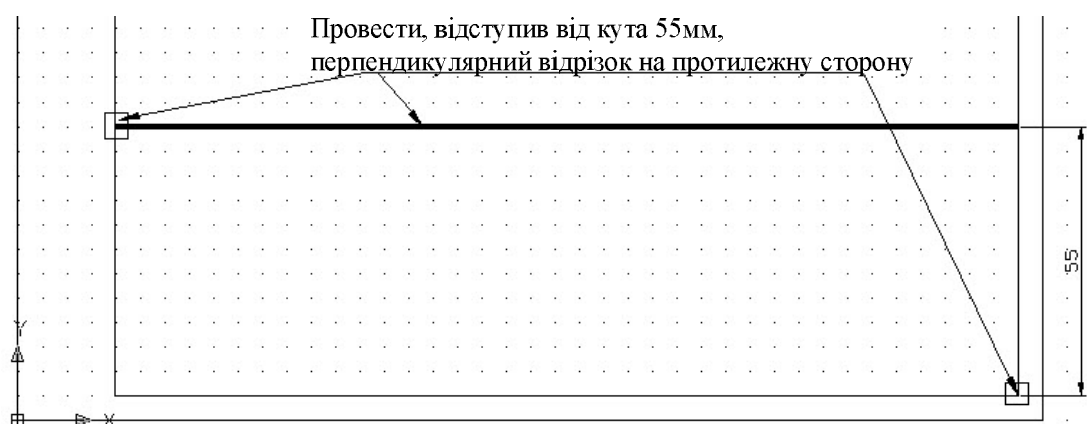 Провести, відступив від кута 55мм,
перпендикулярний відрізок на протилежну сторону
55
Y
X